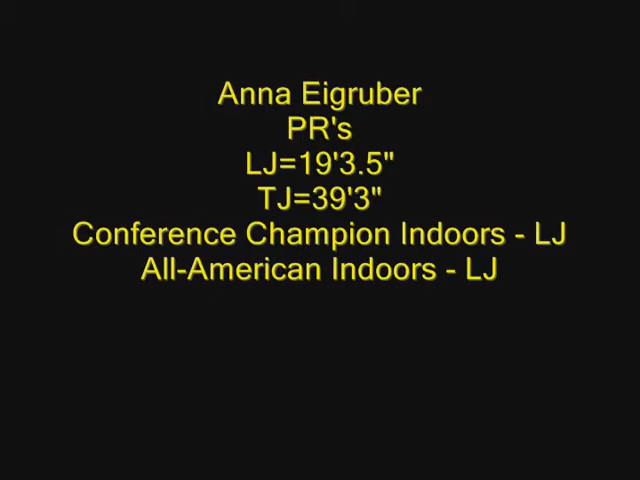 Anna Eigruber
PR's
LJ=19'3.5"
TJ=39'3"
Conference Champion Indoors - LJ
All-American Indoors - LJ